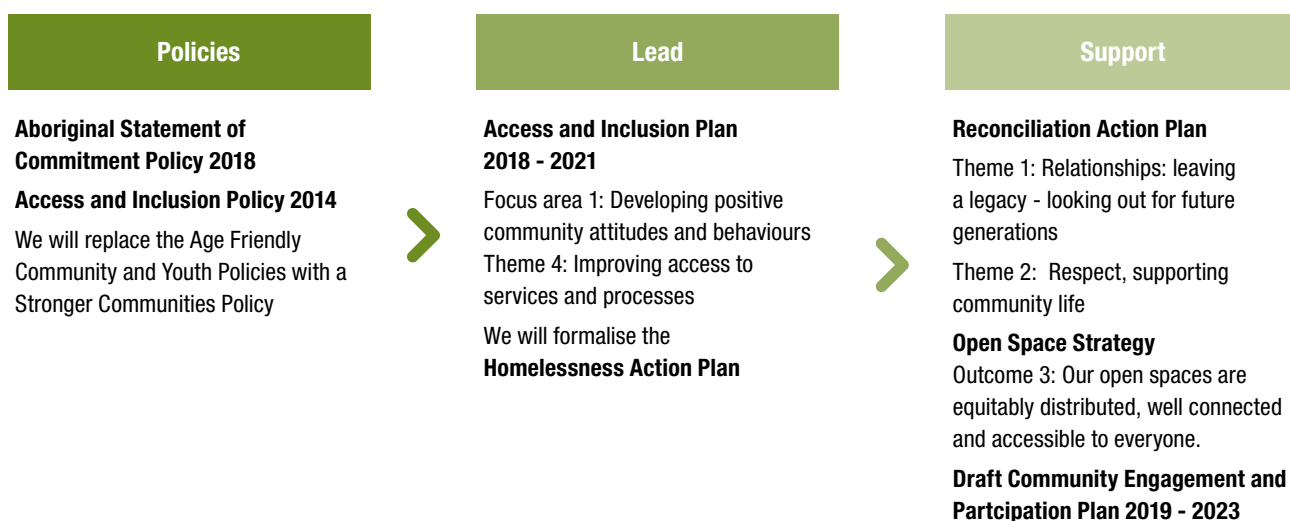 Policies
Aboriginal Statement of
Commitment Policy 2018
Access and Inclusion Policy 2014
We will replace the Age Friendly
Community and Youth Policies with a
Stronger Communities Policy
Lead
Access and Inclusion Plan
2018 - 2021
Focus area 1: Developing positive
community attitudes and behaviours
Theme 4: Improving access to
services and processes
We will formalise the
Homelessness Action Plan
Support
Reconciliation Action Plan
Theme 1: Relationships: leaving
a legacy - looking out for future
generations
Theme 2:  Respect, supporting
community life
Open Space Strategy
Outcome 3: Our open spaces are
equitably distributed, well connected
and accessible to everyone.
Draft Community Engagement and
Partcipation Plan 2019 - 2023